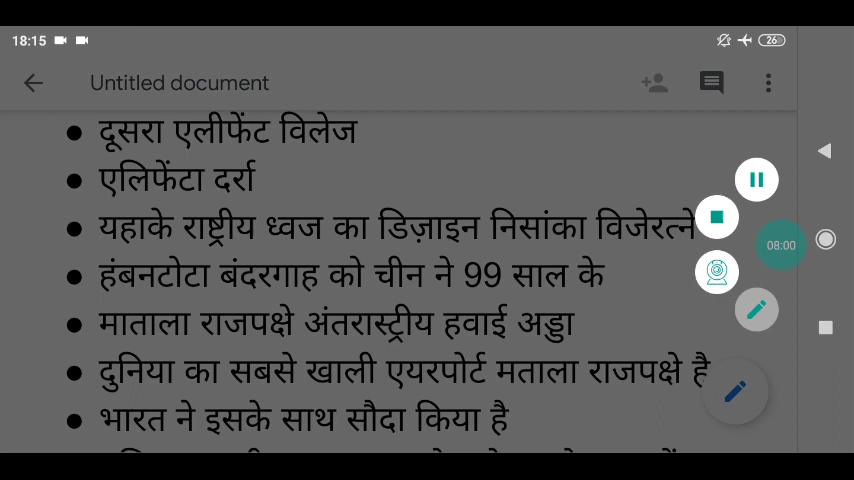 18:15
26
Untitled document
● दूसरा एलीफेंट विलेज
● एलिफेंटा दर्रा
● यहाके राष्ट्रीय ध्वज का डिज़ाइन निसांका विजेरत्ने
● हंबनटोटा बंदरगाह को चीन ने 99 साल के
● माताला राजपक्षे अंतरास्ट्रीय हवाई अड्डा
● दुनिया का सबसे खाली एयरपोर्ट मताला राजपक्षे है
● भारत ने इसके साथ सौदा किया है
08:00